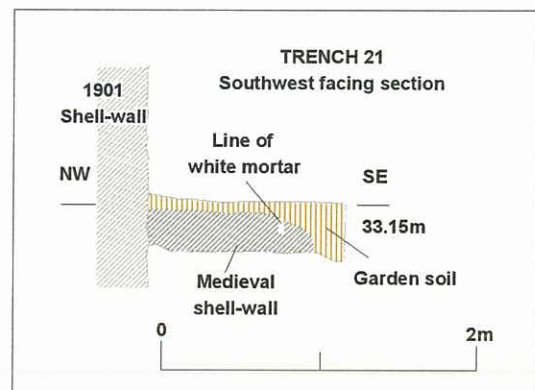 TRENCH 21
Southwest facing section
1901
Shell-wall
Line of
white mortar
NW
SE
33.15m
Garden soil
Medieval
shell-wall
0
2m